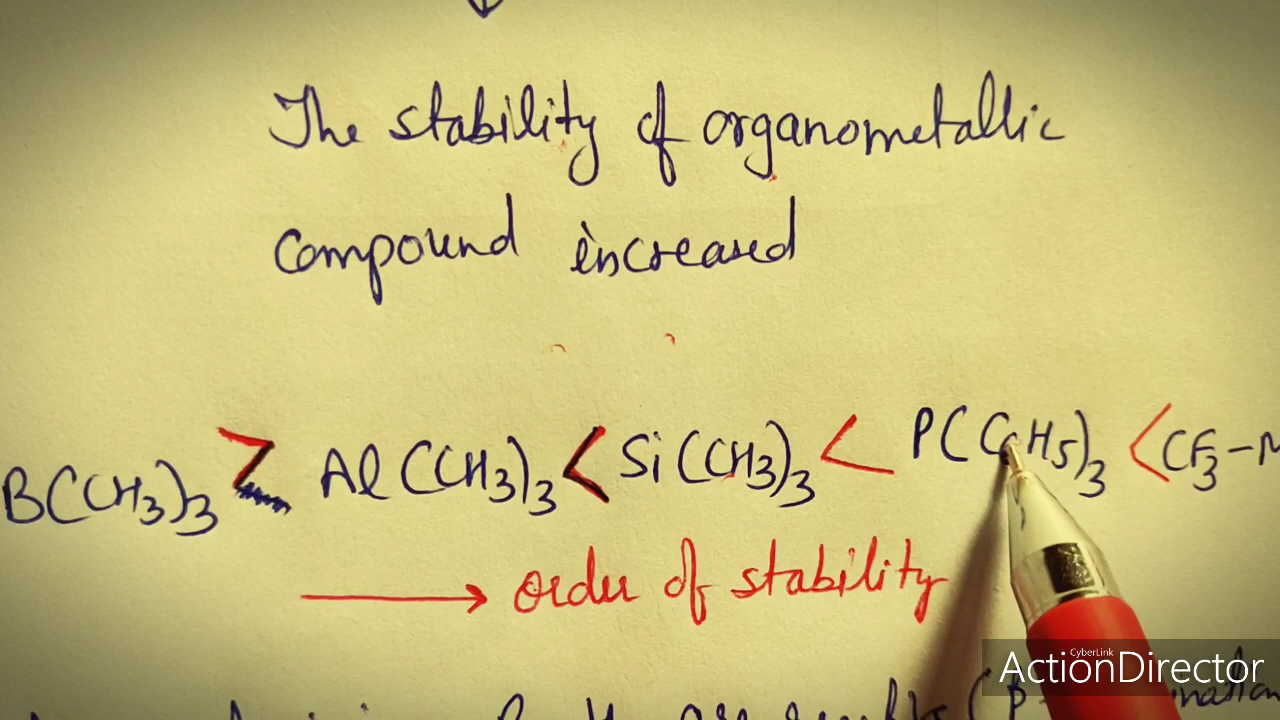 The stability of organometallic
compound increased
B(CH3)3 > Al(CH3)3 < Si(CH3)3 < P(C6H5)3 < CF3-M
→ order of stability
CyberLink
ActionDirector